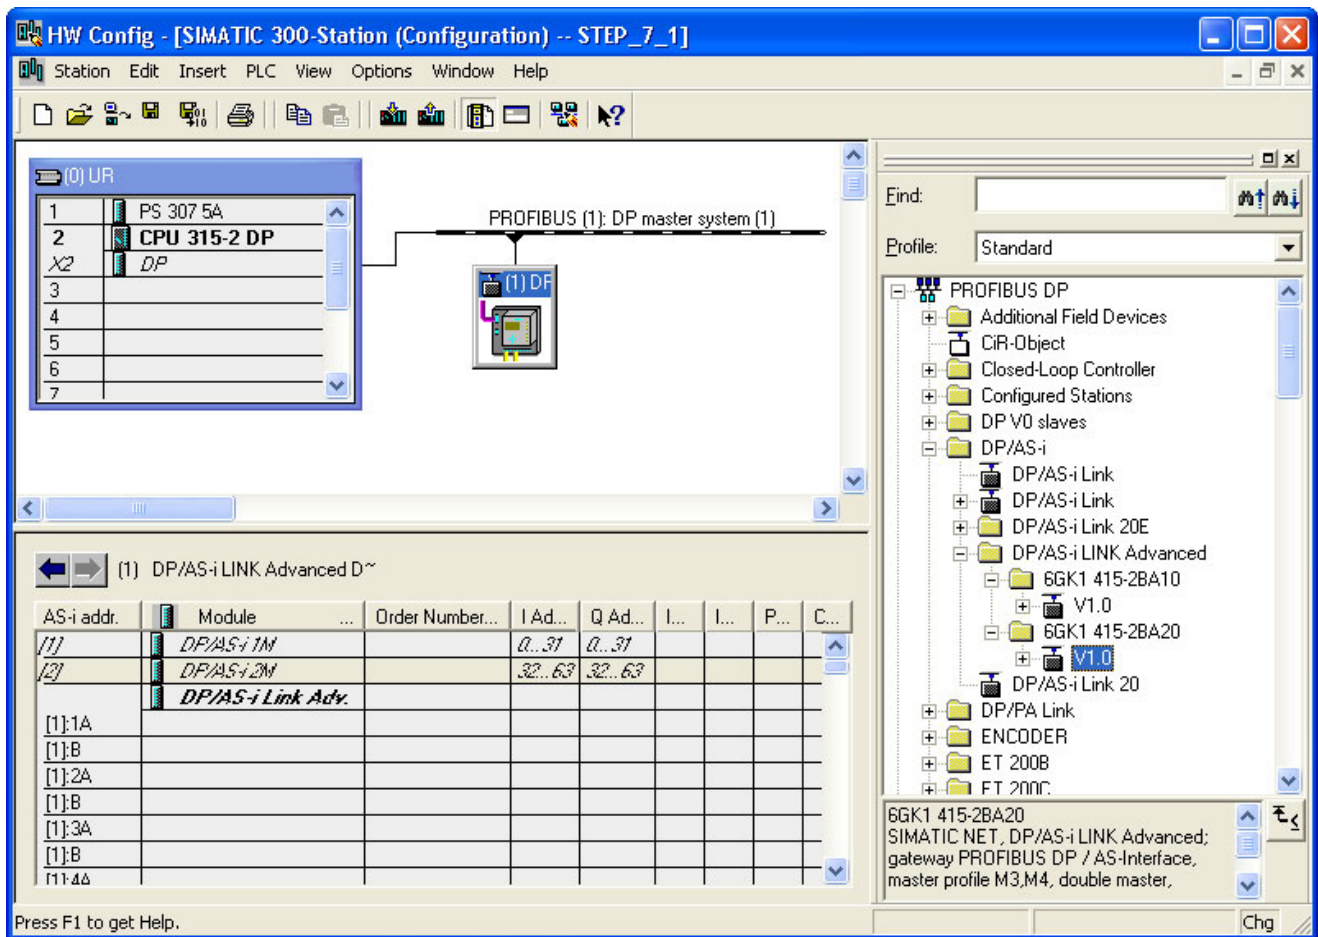 HW Config - [SIMATIC 300-Station (Configuration) -- STEP_7_1]
Station Edit Insert PLC View Options Window Help
(0) UR
1 PS 307 5A
2 CPU 315-2 DP
X2 DP
3
4
5
6
7
PROFIBUS (1): DP master system (1)
(1) DP
(1) DP/AS-i LINK Advanced D~
AS-i addr. Module ... Order Number... I Ad... Q Ad... I... I... P... C...
[1] DP/AS-i 1M 0...31 0...31
[2] DP/AS-i 2M 32...63 32...63
DP/AS-i Link Adv.
[1]:1A
[1]:B
[1]:2A
[1]:B
[1]:3A
[1]:B
[1]:4A
Find:
Profile: Standard
PROFIBUS DP
Additional Field Devices
CiR-Object
Closed-Loop Controller
Configured Stations
DP V0 slaves
DP/AS-i
DP/AS-i Link
DP/AS-i Link
DP/AS-i Link 20E
DP/AS-i LINK Advanced
6GK1 415-2BA10
V1.0
6GK1 415-2BA20
V1.0
DP/AS-i Link 20
DP/PA Link
ENCODER
ET 200B
ET 200C
6GK1 415-2BA20
SIMATIC NET, DP/AS-i LINK Advanced;
gateway PROFIBUS DP / AS-Interface,
master profile M3,M4, double master,
Press F1 to get Help.
Chg